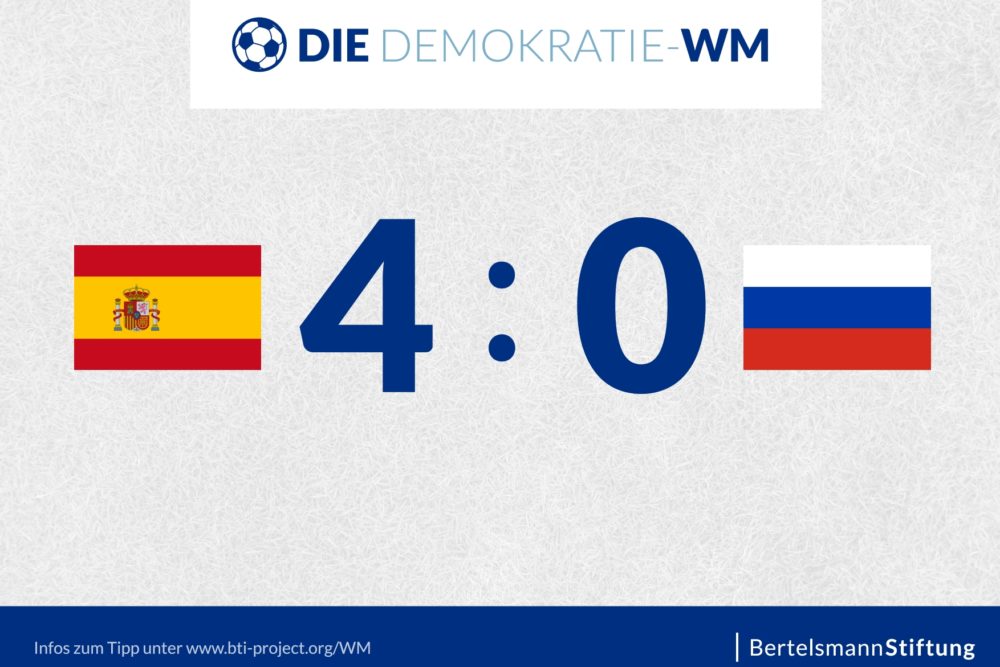 DIE DEMOKRATIE-WM
4 : 0
Infos zum Tipp unter www.bti-project.org/WM
| BertelsmannStiftung